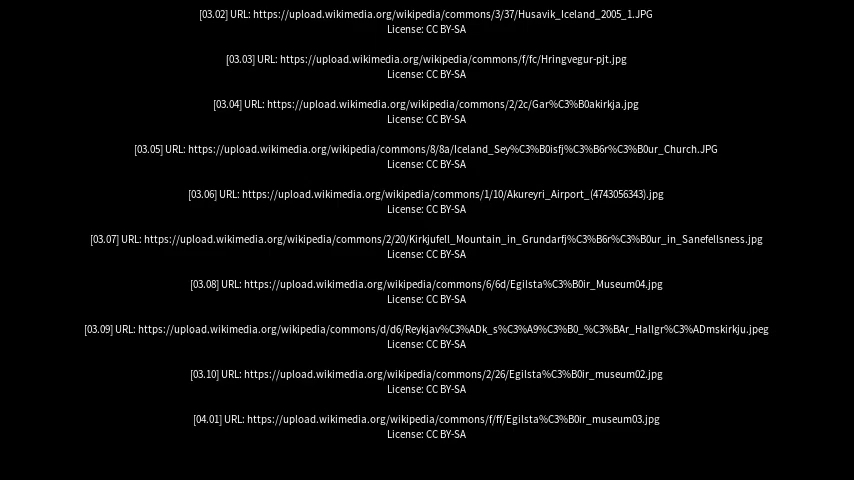 [03.02] URL: https://upload.wikimedia.org/wikipedia/commons/3/37/Husavik_Iceland_2005_1.JPG
License: CC BY-SA
[03.03] URL: https://upload.wikimedia.org/wikipedia/commons/f/fc/Hringvegur-pjt.jpg
License: CC BY-SA
[03.04] URL: https://upload.wikimedia.org/wikipedia/commons/2/2c/Gar%C3%B0akirkja.jpg
License: CC BY-SA
[03.05] URL: https://upload.wikimedia.org/wikipedia/commons/8/8a/Iceland_Sey%C3%B0isfj%C3%B6r%C3%B0ur_Church.JPG
License: CC BY-SA
[03.06] URL: https://upload.wikimedia.org/wikipedia/commons/1/10/Akureyri_Airport_(4743056343).jpg
License: CC BY-SA
[03.07] URL: https://upload.wikimedia.org/wikipedia/commons/2/20/Kirkjufell_Mountain_in_Grundarfj%C3%B6r%C3%B0ur_in_Sanefellsness.jpg
License: CC BY-SA
[03.08] URL: https://upload.wikimedia.org/wikipedia/commons/6/6d/Egilsta%C3%B0ir_Museum04.jpg
License: CC BY-SA
[03.09] URL: https://upload.wikimedia.org/wikipedia/commons/d/d6/Reykjav%C3%ADk_s%C3%A9%C3%B0_%C3%BAr_Hallgr%C3%ADmskirkju.jpeg
License: CC BY-SA
[03.10] URL: https://upload.wikimedia.org/wikipedia/commons/2/26/Egilsta%C3%B0ir_museum02.jpg
License: CC BY-SA
[04.01] URL: https://upload.wikimedia.org/wikipedia/commons/f/ff/Egilsta%C3%B0ir_museum03.jpg
License: CC BY-SA